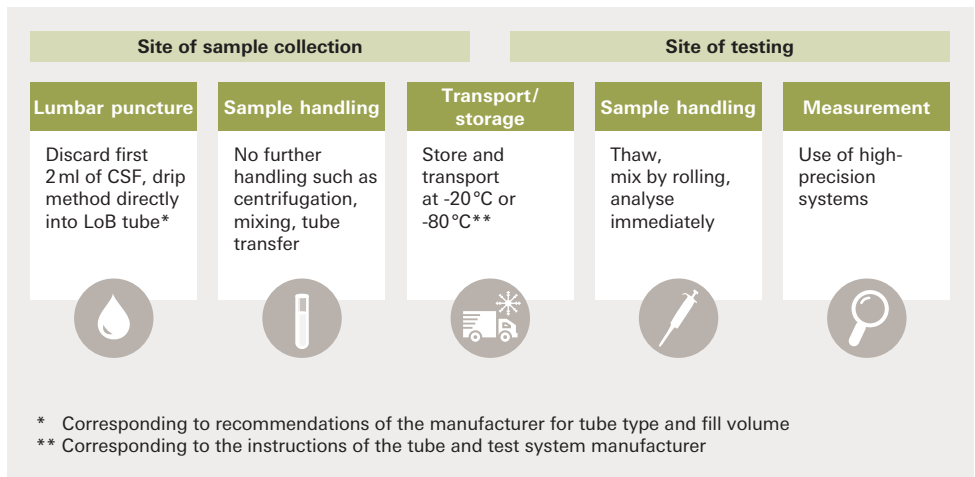 Site of sample collection
Site of testing
Lumbar puncture
Discard first
2 ml of CSF, drip
method directly
into LoB tube*
Sample handling
No further
handling such as
centrifugation,
mixing, tube
transfer
Transport/
storage
Store and
transport
at -20 °C or
-80 °C**
Sample handling
Thaw,
mix by rolling,
analyse
immediately
Measurement
Use of high-
precision
systems
* Corresponding to recommendations of the manufacturer for tube type and fill volume
** Corresponding to the instructions of the tube and test system manufacturer